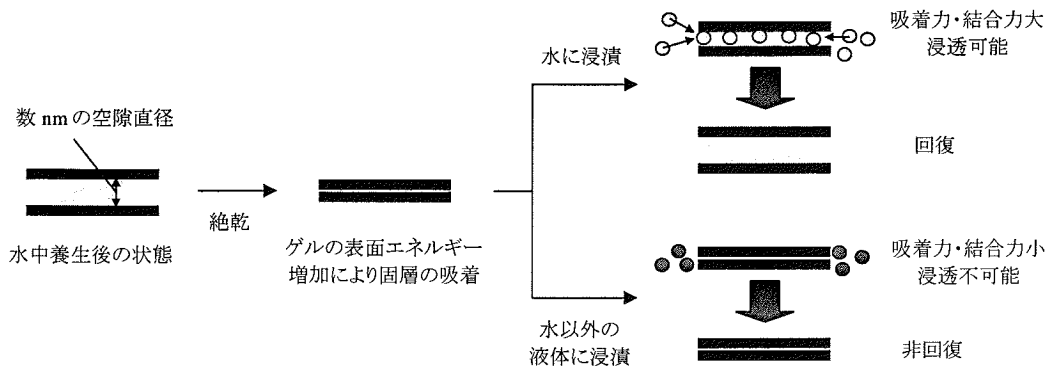 数 nm の空隙直径
水中養生後の状態
絶乾
ゲルの表面エネルギー
増加により固層の吸着
水に浸漬
吸着力・結合力大
浸透可能
回復
水以外の
液体に浸漬
吸着力・結合力小
浸透不可能
非回復